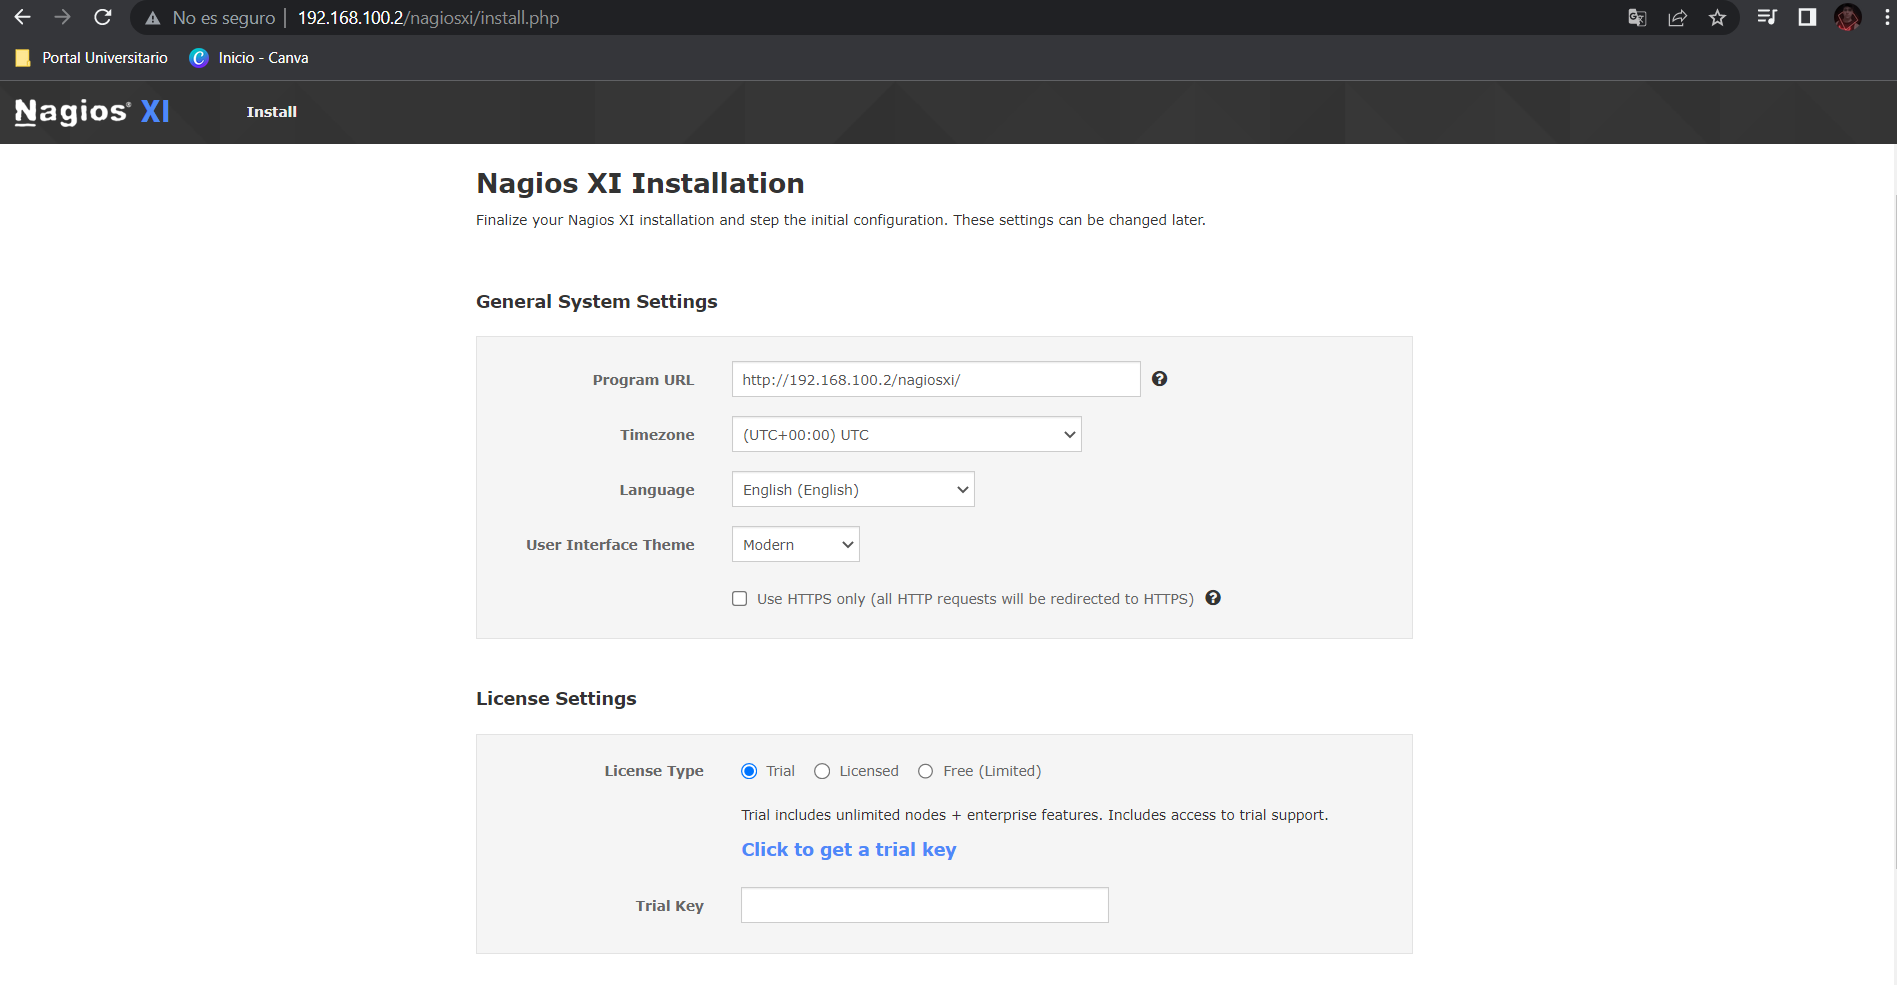 No es seguro | 192.168.100.2/nagiosxi/install.php
Portal Universitario Inicio - Canva
Nagios® XI Install
Nagios XI Installation
Finalize your Nagios XI installation and step the initial configuration. These settings can be changed later.
General System Settings
Program URL http://192.168.100.2/nagiosxi/
Timezone (UTC+00:00) UTC
Language English (English)
User Interface Theme Modern
Use HTTPS only (all HTTP requests will be redirected to HTTPS)
License Settings
License Type Trial Licensed Free (Limited)
Trial includes unlimited nodes + enterprise features. Includes access to trial support.
Click to get a trial key
Trial Key